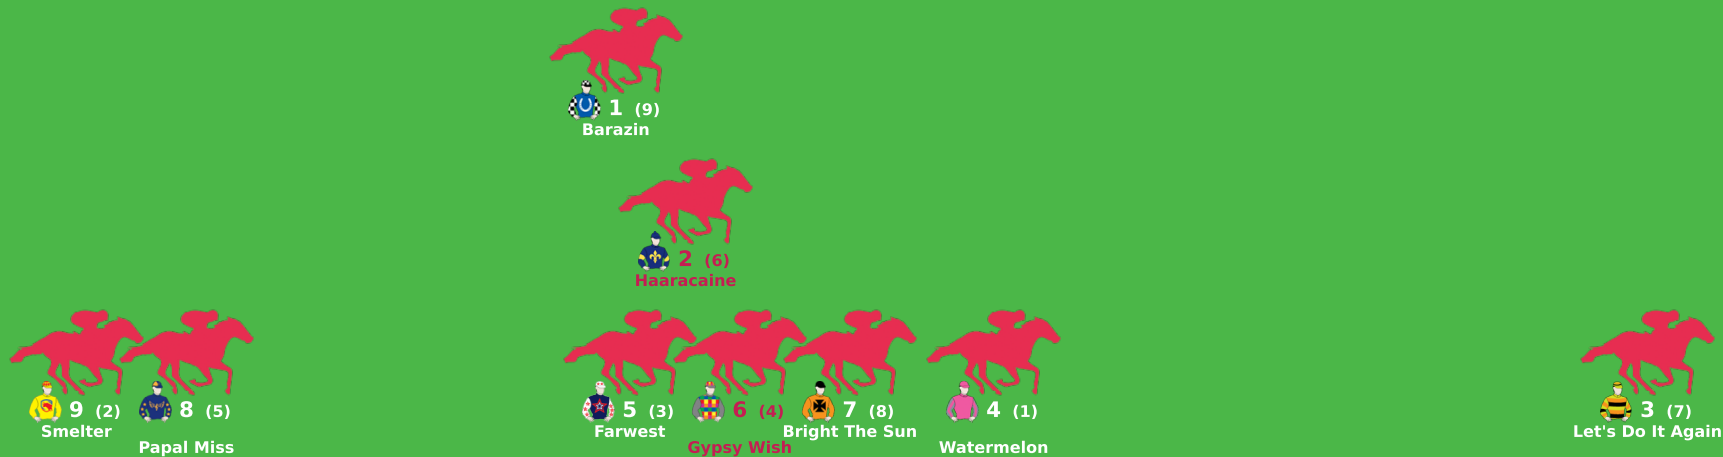 1 (9)
Barazin
2 (6)
Haaracaine
9 (2)
Smelter
8 (5)
Papal Miss
5 (3)
Farwest
6 (4)
Gypsy Wish
7 (8)
Bright The Sun
4 (1)
Watermelon
3 (7)
Let's Do It Again